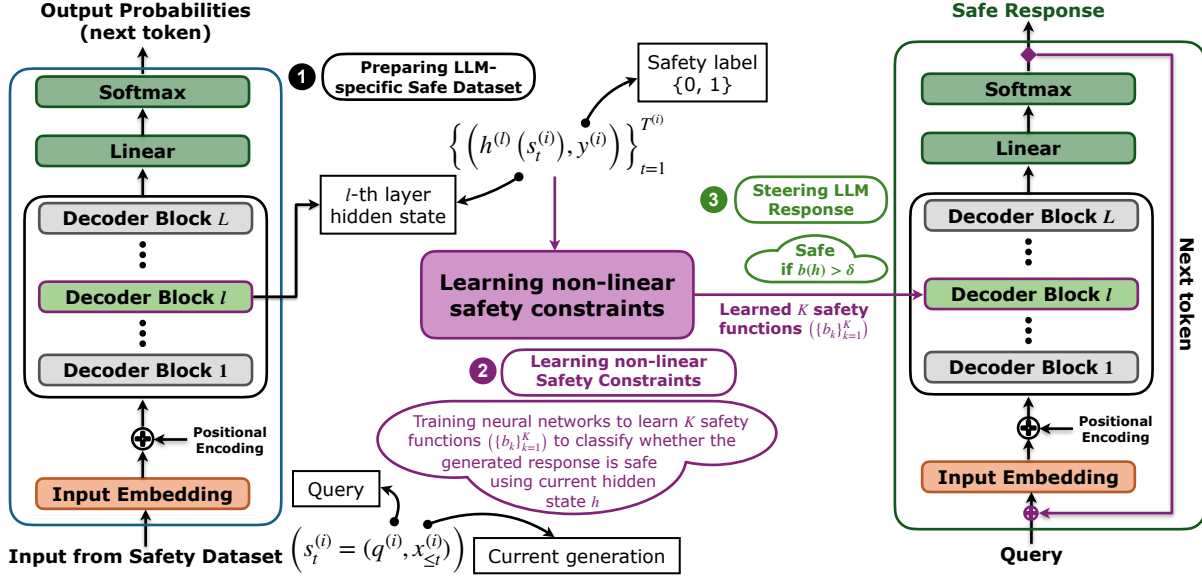 Output Probabilities
(next token)
Softmax
Linear
Decoder Block L
Decoder Block l
Decoder Block 1
Positional
Encoding
Input Embedding
Input from Safety Dataset
(s_t^{(i)} = (q^{(i)}, x_{≤t}^{(i)}))
Query
Current generation
1
Preparing LLM-
specific Safe Dataset
Safety label
{0, 1}
{(h^{(l)}(s_t^{(i)}), y^{(i)})}_{t=1}^{T^{(i)}}
l-th layer
hidden state
Learning non-linear
safety constraints
2
Learning non-linear
Safety Constraints
Training neural networks to learn K safety
functions ({b_k}_{k=1}^K) to classify whether the
generated response is safe
using current hidden
state h
3
Steering LLM
Response
Safe
if b(h) > δ
Learned K safety
functions ({b_k}_{k=1}^K)
Safe Response
Softmax
Linear
Decoder Block L
Decoder Block l
Decoder Block 1
Positional
Encoding
Input Embedding
Query
Next token